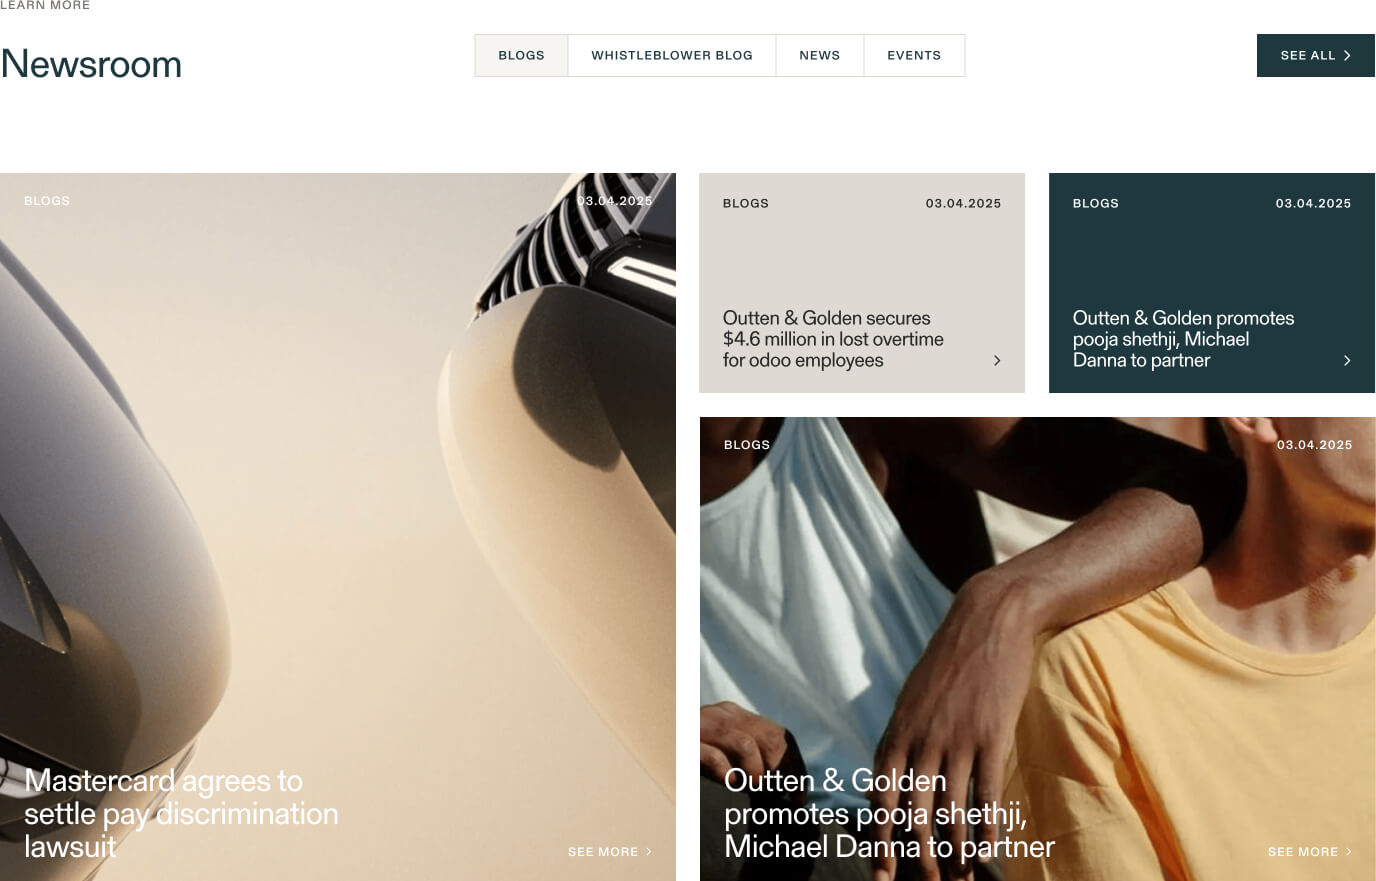 LEARN MORE
Newsroom
BLOGS
WHISTLEBLOWER BLOG
NEWS
EVENTS
SEE ALL
BLOGS
03.04.2025
Mastercard agrees to
settle pay discrimination
lawsuit
SEE MORE
BLOGS
03.04.2025
Outten & Golden secures
$4.6 million in lost overtime
for odoo employees
BLOGS
03.04.2025
Outten & Golden promotes
pooja shethji, Michael
Danna to partner
BLOGS
03.04.2025
Outten & Golden
promotes pooja shethji,
Michael Danna to partner
SEE MORE